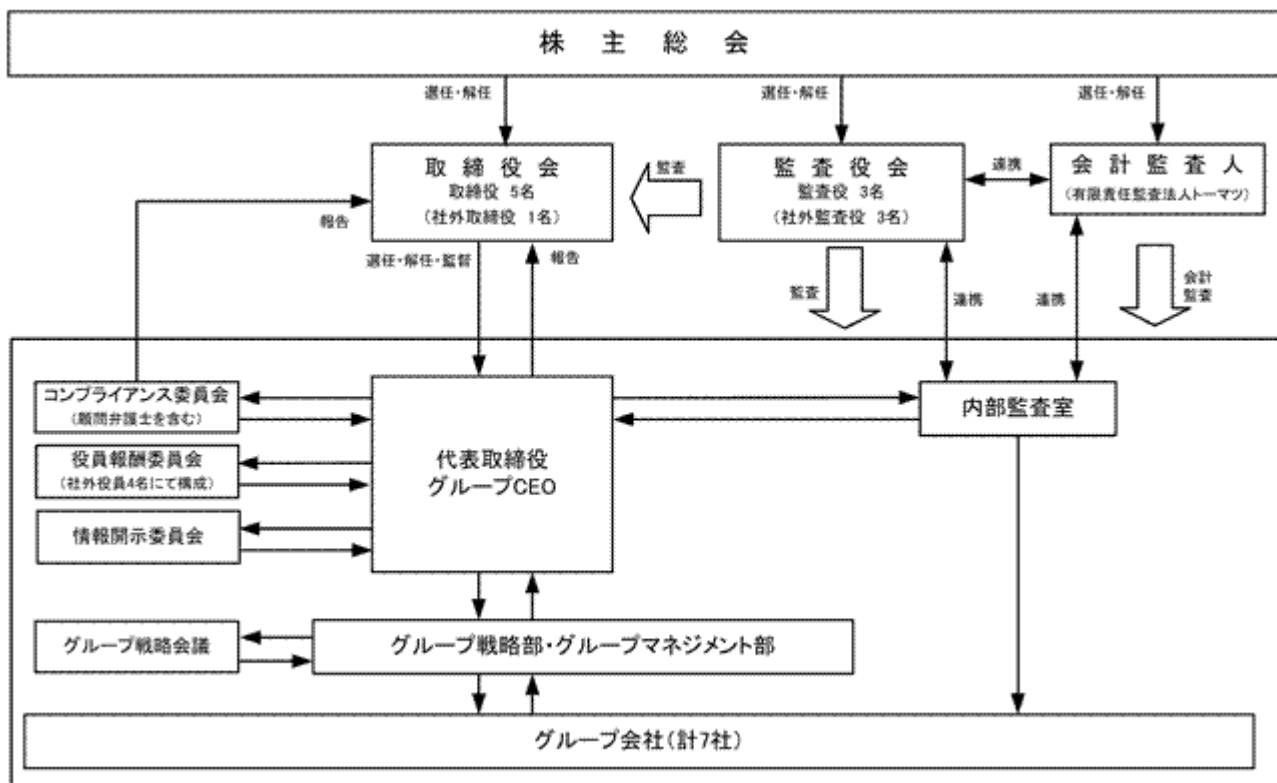 株 主 総 会
選任・解任
選任・解任
選任・解任
取 締 役 会
取締役 5名
(社外取締役 1名)
監査
監 査 役 会
監査役 3名
(社外監査役 3名)
連携
会 計 監 査 人
(有限責任監査法人トーマツ)
報告
選任・解任・監督
報告
監査
連携
連携
会計
監査
コンプライアンス委員会
(顧問弁護士を含む)
役員報酬委員会
(社外役員4名にて構成)
情報開示委員会
代表取締役
グループCEO
内部監査室
グループ戦略会議
グループ戦略部・グループマネジメント部
グループ会社(計7社)